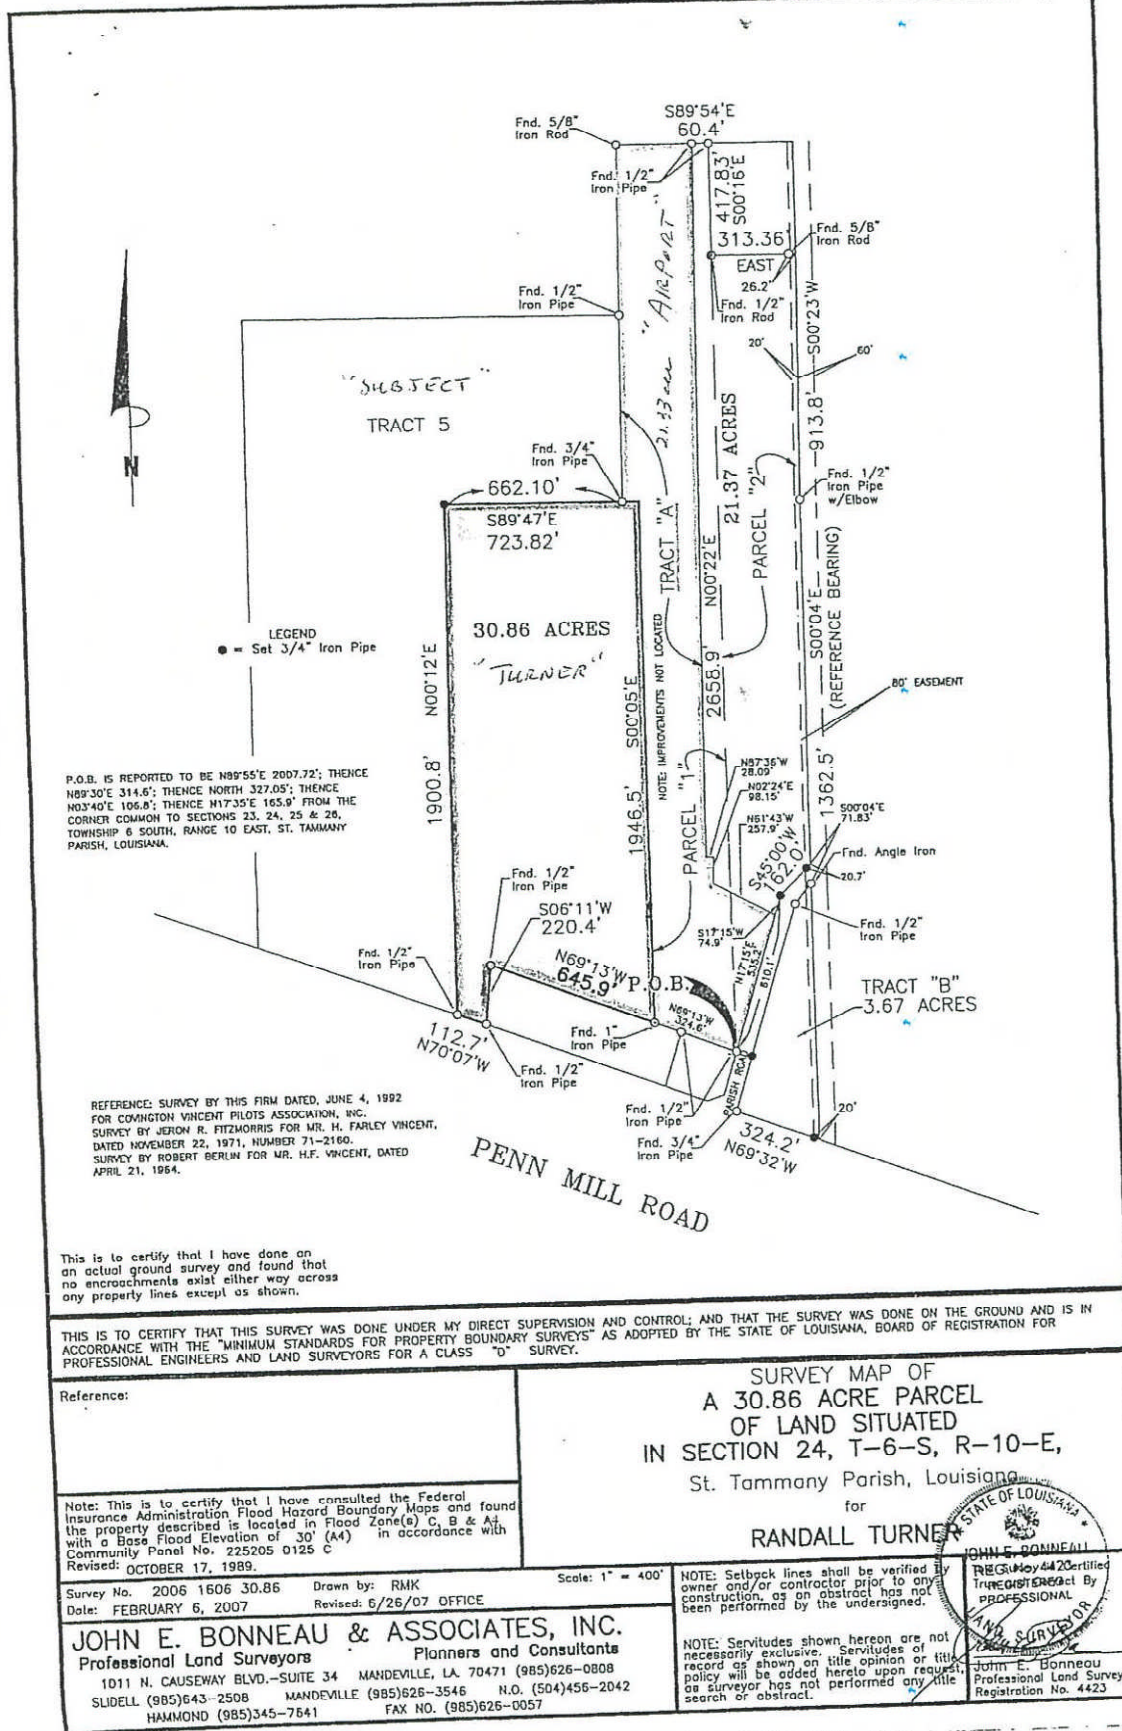 S89°54'E
60.4'
Fnd. 5/8"
Iron Rod
Fnd. 1/2"
Iron Pipe
417.83'
S00°16'E
313.36'
EAST
26.2'
Fnd. 5/8"
Iron Rod
Fnd. 1/2"
Iron Rod
Fnd. 1/2"
Iron Pipe
"AIRPORT"
20'
60'
S00°23'W
913.8'
"SUBJECT"
TRACT 5
N
Fnd. 3/4"
Iron Pipe
662.10'
S89°47'E
723.82'
TRACT "A"
21.37 ACRES
PARCEL "2"
Fnd. 1/2"
Iron Pipe
w/Elbow
N00°22'E
2658.9'
S00°04'E
(REFERENCE BEARING)
1362.5'
80' EASEMENT
LEGEND
● = Set 3/4" Iron Pipe
30.86 ACRES
"TURNER"
N00°12'E
1900.8'
S00°05'E
1946.5'
NOTE: IMPROVEMENTS NOT LOCATED
PARCEL "1"
P.O.B. IS REPORTED TO BE N89°55'E 2007.72'; THENCE
N89°30'E 314.6'; THENCE NORTH 327.05'; THENCE
N03°40'E 106.8'; THENCE N17°35'E 165.9' FROM THE
CORNER COMMON TO SECTIONS 23, 24, 25 & 26,
TOWNSHIP 6 SOUTH, RANGE 10 EAST, ST. TAMMANY
PARISH, LOUISIANA.
N87°36'W
28.09'
N02°24'E
98.15'
N61°43'W
257.9'
S45°00'W
162.0'
S00°04'E
71.83'
Fnd. Angle Iron
20.7'
Fnd. 1/2"
Iron Pipe
S17°15'W
74.9'
N17°15'E
535.2'
610.1'
TRACT "B"
3.67 ACRES
Fnd. 1/2"
Iron Pipe
S06°11'W
220.4'
Fnd. 1/2"
Iron Pipe
N69°13'W
645.9'
P.O.B.
N69°13'W
324.6'
112.7'
N70°07'W
Fnd. 1"
Iron Pipe
Fnd. 1/2"
Iron Pipe
Fnd. 1/2"
Iron Pipe
PARISH ROAD
Fnd. 3/4"
Iron Pipe
20'
324.2'
N69°32'W
PENN MILL ROAD
REFERENCE: SURVEY BY THIS FIRM DATED, JUNE 4, 1992
FOR COVINGTON VINCENT PILOTS ASSOCIATION, INC.
SURVEY BY JERON R. FITZMORRIS FOR MR. H. FARLEY VINCENT,
DATED NOVEMBER 22, 1971, NUMBER 71-2160.
SURVEY BY ROBERT BERLIN FOR MR. H.F. VINCENT, DATED
APRIL 21, 1964.
This is to certify that I have done an
an actual ground survey and found that
no encroachments exist either way across
any property lines except as shown.
THIS IS TO CERTIFY THAT THIS SURVEY WAS DONE UNDER MY DIRECT SUPERVISION AND CONTROL; AND THAT THE SURVEY WAS DONE ON THE GROUND AND IS IN
ACCORDANCE WITH THE "MINIMUM STANDARDS FOR PROPERTY BOUNDARY SURVEYS" AS ADOPTED BY THE STATE OF LOUISIANA, BOARD OF REGISTRATION FOR
PROFESSIONAL ENGINEERS AND LAND SURVEYORS FOR A CLASS "D" SURVEY.
Reference:
SURVEY MAP OF
A 30.86 ACRE PARCEL
OF LAND SITUATED
IN SECTION 24, T-6-S, R-10-E,
St. Tammany Parish, Louisiana
for
RANDALL TURNER
Note: This is to certify that I have consulted the Federal
Insurance Administration Flood Hazard Boundary Maps and found
the property described is located in Flood Zone(s) C, B & A4
with a Base Flood Elevation of 30' (A4) in accordance with
Community Panel No. 225205 0125 C
Revised: OCTOBER 17, 1989.
Survey No. 2006 1606 30.86 Drawn by: RMK Scale: 1" = 400'
Date: FEBRUARY 6, 2007 Revised: 6/26/07 OFFICE
JOHN E. BONNEAU & ASSOCIATES, INC.
Professional Land Surveyors Planners and Consultants
1011 N. CAUSEWAY BLVD.-SUITE 34 MANDEVILLE, LA. 70471 (985)626-0808
SLIDELL (985)643-2508 MANDEVILLE (985)626-3546 N.O. (504)456-2042
HAMMOND (985)345-7641 FAX NO. (985)626-0057
NOTE: Setback lines shall be verified by
owner and/or contractor prior to any
construction, as an abstract has not
been performed by the undersigned.
NOTE: Servitudes shown hereon are not
necessarily exclusive. Servitudes of
record as shown on title opinion or title
policy will be added hereto upon request,
as surveyor has not performed any title
search or abstract.
STATE OF LOUISIANA
JOHN E. BONNEAU
REG. No. 4423
REGISTERED
PROFESSIONAL
LAND SURVEYOR
John E. Bonneau
Professional Land Survey
Registration No. 4423